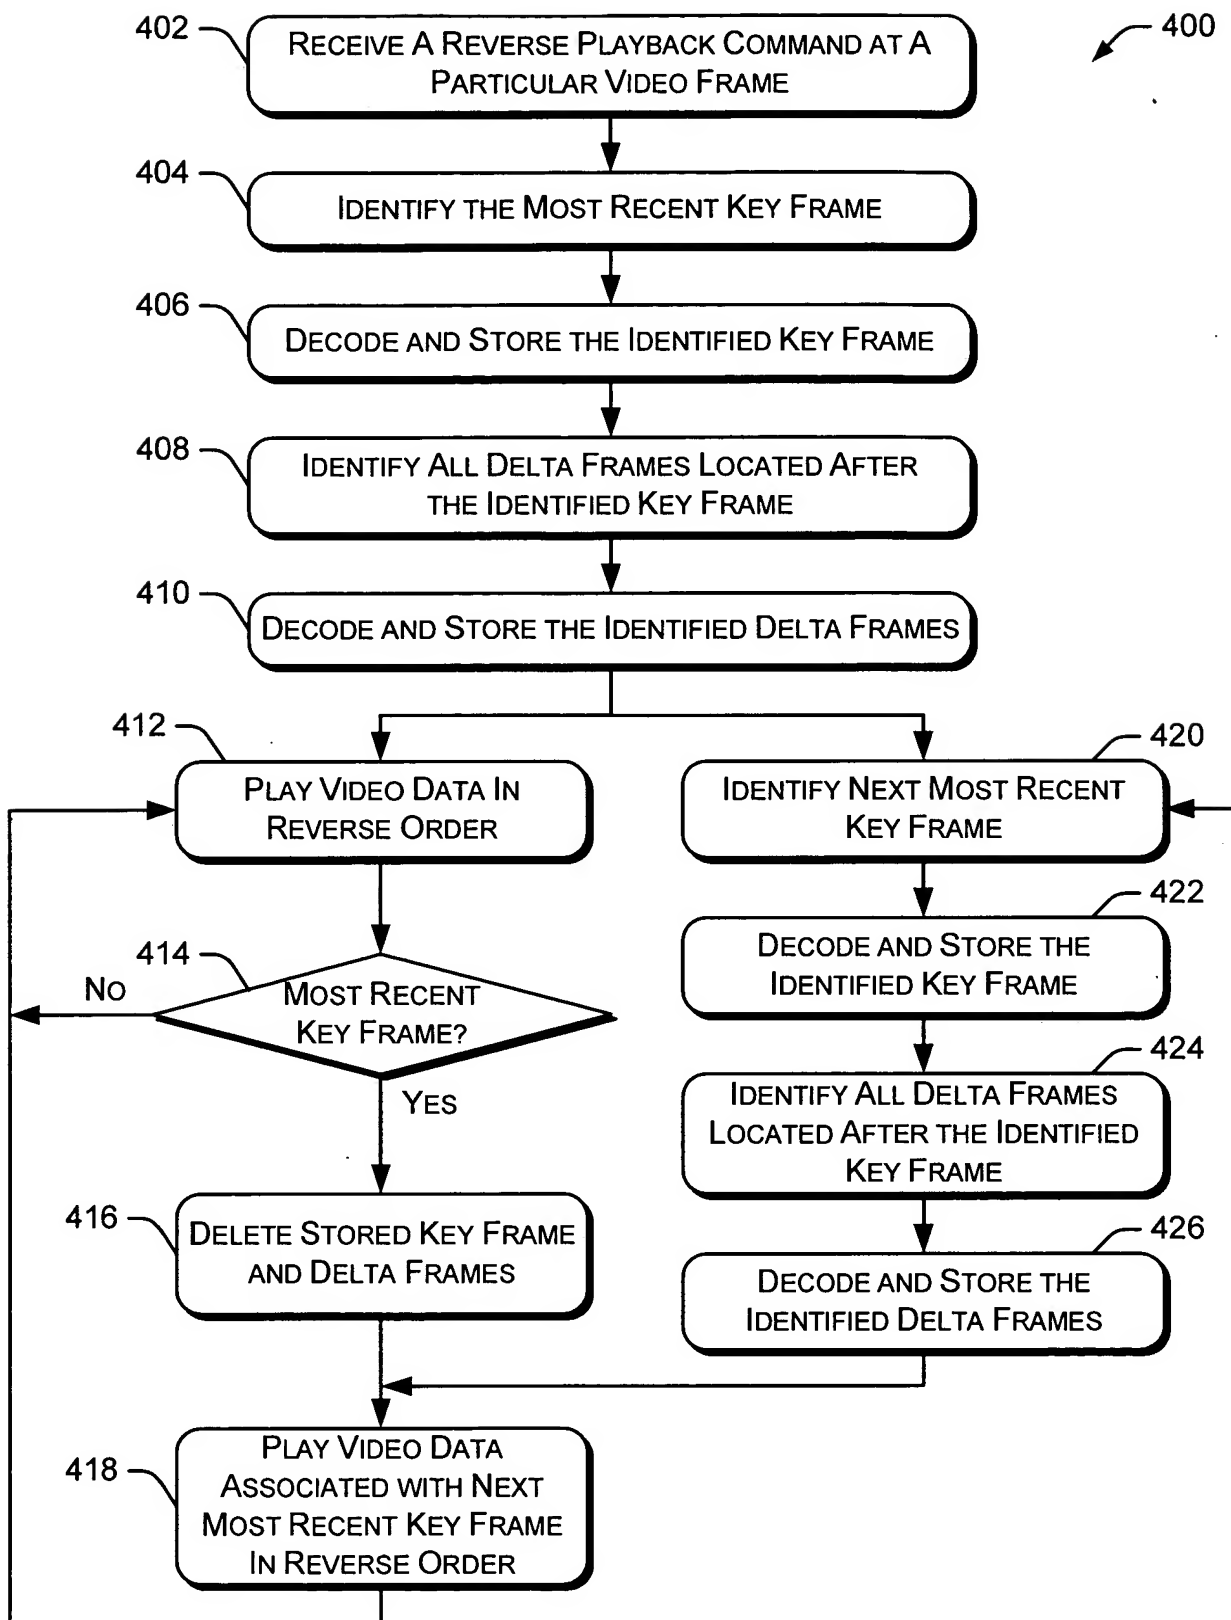 400
402
RECEIVE A REVERSE PLAYBACK COMMAND AT A
PARTICULAR VIDEO FRAME
404
IDENTIFY THE MOST RECENT KEY FRAME
406
DECODE AND STORE THE IDENTIFIED KEY FRAME
408
IDENTIFY ALL DELTA FRAMES LOCATED AFTER
THE IDENTIFIED KEY FRAME
410
DECODE AND STORE THE IDENTIFIED DELTA FRAMES
412
PLAY VIDEO DATA IN
REVERSE ORDER
414
MOST RECENT
KEY FRAME?
NO
YES
416
DELETE STORED KEY FRAME
AND DELTA FRAMES
418
PLAY VIDEO DATA
ASSOCIATED WITH NEXT
MOST RECENT KEY FRAME
IN REVERSE ORDER
420
IDENTIFY NEXT MOST RECENT
KEY FRAME
422
DECODE AND STORE THE
IDENTIFIED KEY FRAME
424
IDENTIFY ALL DELTA FRAMES
LOCATED AFTER THE IDENTIFIED
KEY FRAME
426
DECODE AND STORE THE
IDENTIFIED DELTA FRAMES